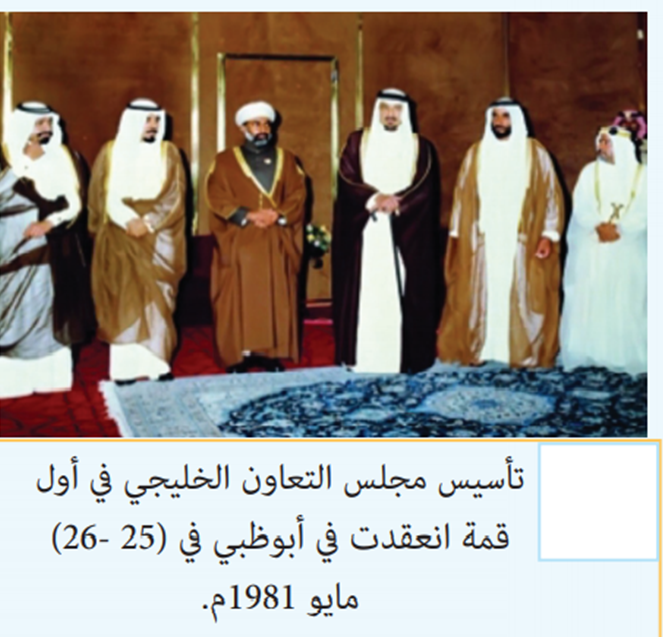 تأسيس مجلس التعاون الخليجي في أول
قمة انعقدت في أبوظبي في (25 -26)
مايو 1981م.